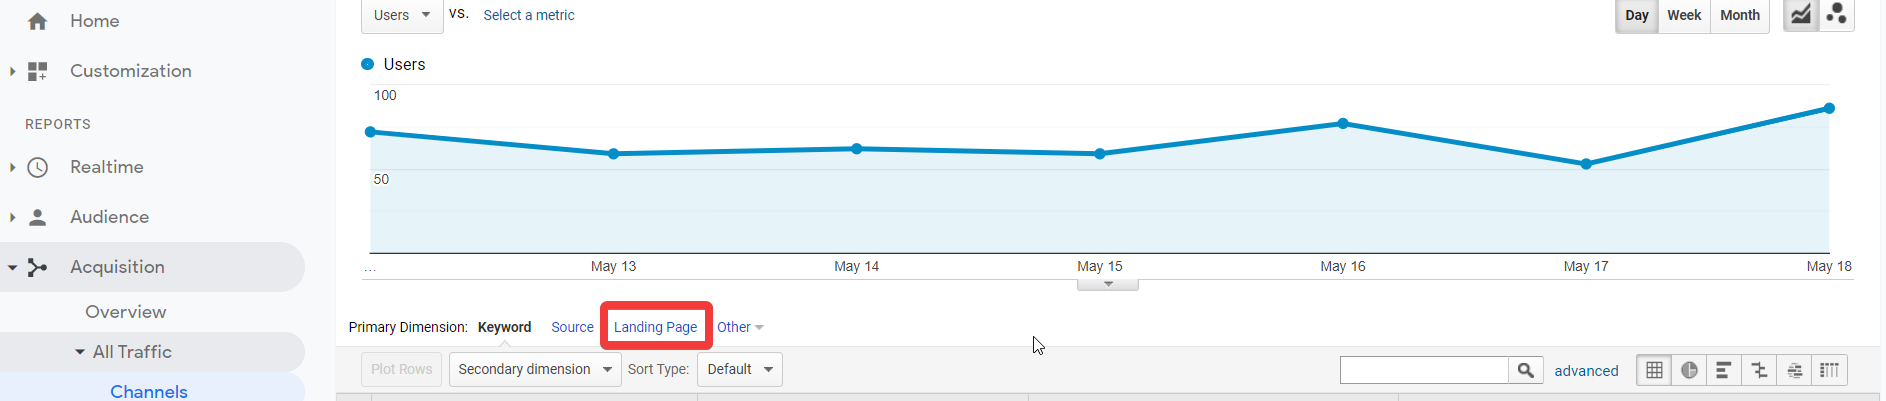 Home
Customization
REPORTS
Realtime
Audience
Acquisition
Overview
All Traffic
Channels
Users vs. Select a metric
Day Week Month
Users
100
50
... May 13 May 14 May 15 May 16 May 17 May 18
Primary Dimension: Keyword Source Landing Page Other
Plot Rows Secondary dimension Sort Type: Default advanced